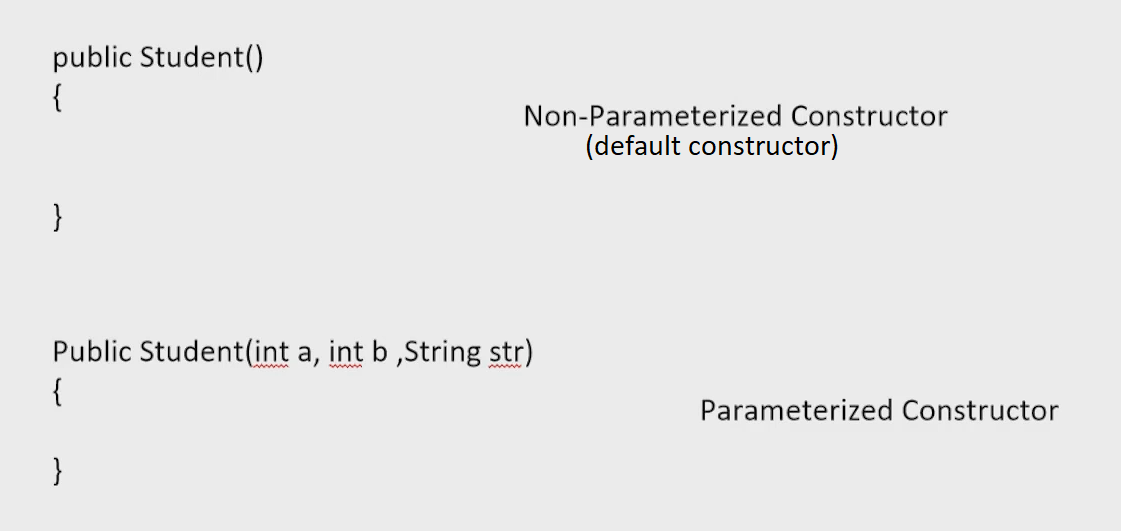 public Student()
{
Non-Parameterized Constructor
(default constructor)
}
Public Student(int a, int b ,String str)
{
Parameterized Constructor
}